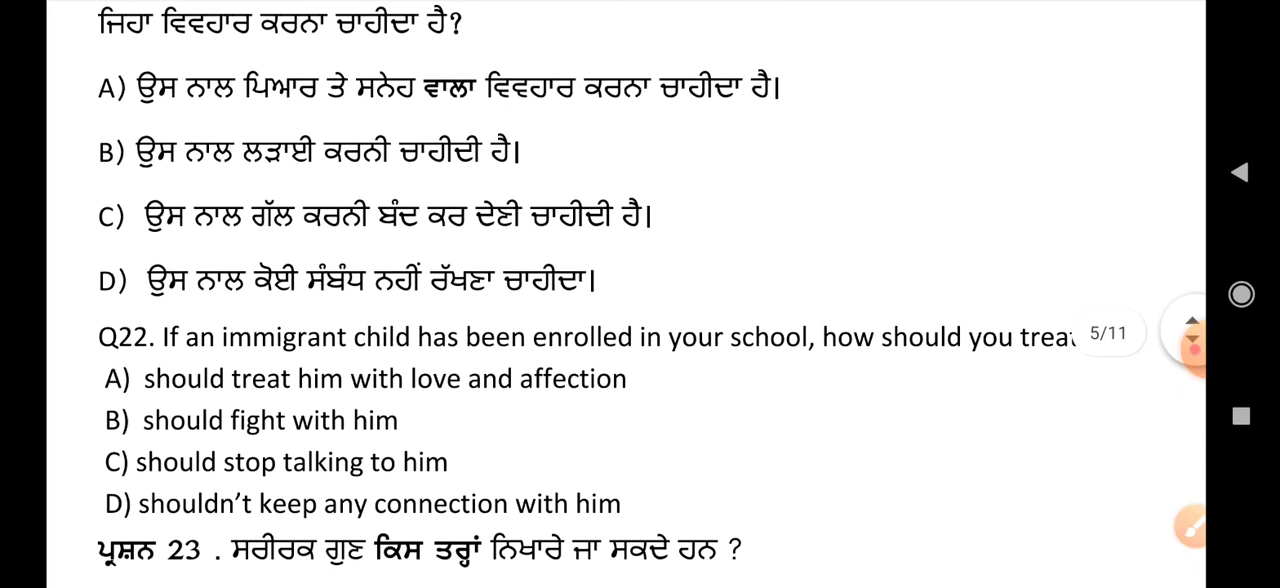 ਜਿਹਾ ਵਿਵਹਾਰ ਕਰਨਾ ਚਾਹੀਦਾ ਹੈ?
A) ਉਸ ਨਾਲ ਪਿਆਰ ਤੇ ਸਨੇਹ ਵਾਲਾ ਵਿਵਹਾਰ ਕਰਨਾ ਚਾਹੀਦਾ ਹੈ।
B) ਉਸ ਨਾਲ ਲੜਾਈ ਕਰਨੀ ਚਾਹੀਦੀ ਹੈ।
C) ਉਸ ਨਾਲ ਗੱਲ ਕਰਨੀ ਬੰਦ ਕਰ ਦੇਣੀ ਚਾਹੀਦੀ ਹੈ।
D) ਉਸ ਨਾਲ ਕੋਈ ਸੰਬੰਧ ਨਹੀਂ ਰੱਖਣਾ ਚਾਹੀਦਾ।
Q22. If an immigrant child has been enrolled in your school, how should you 5/11
A) should treat him with love and affection
B) should fight with him
C) should stop talking to him
D) shouldn't keep any connection with him
ਪ੍ਰਸ਼ਨ 23 . ਸਰੀਰਕ ਗੁਣ ਕਿਸ ਤਰ੍ਹਾਂ ਨਿਖਾਰੇ ਜਾ ਸਕਦੇ ਹਨ ?